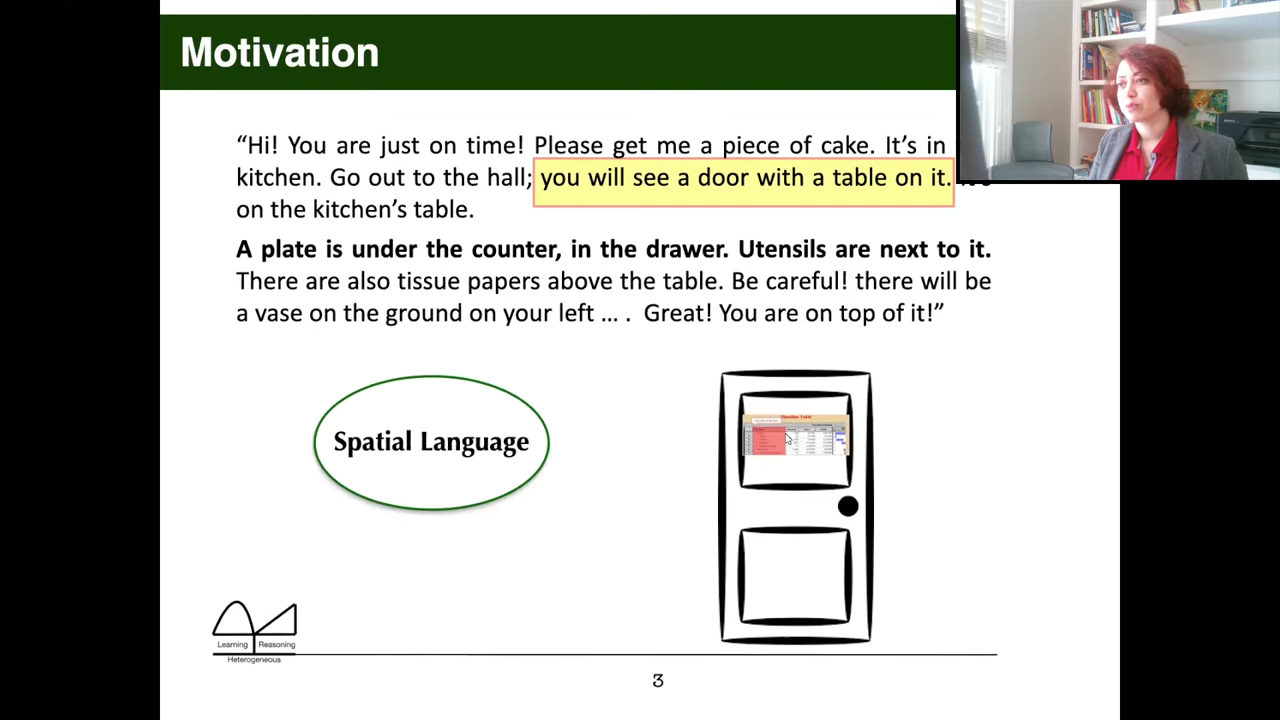 Motivation
“Hi! You are just on time! Please get me a piece of cake. It’s in
kitchen. Go out to the hall; you will see a door with a table on it.
on the kitchen’s table.
A plate is under the counter, in the drawer. Utensils are next to it.
There are also tissue papers above the table. Be careful! there will be
a vase on the ground on your left … . Great! You are on top of it!”
Spatial Language
Learning Reasoning
Heterogeneous
3